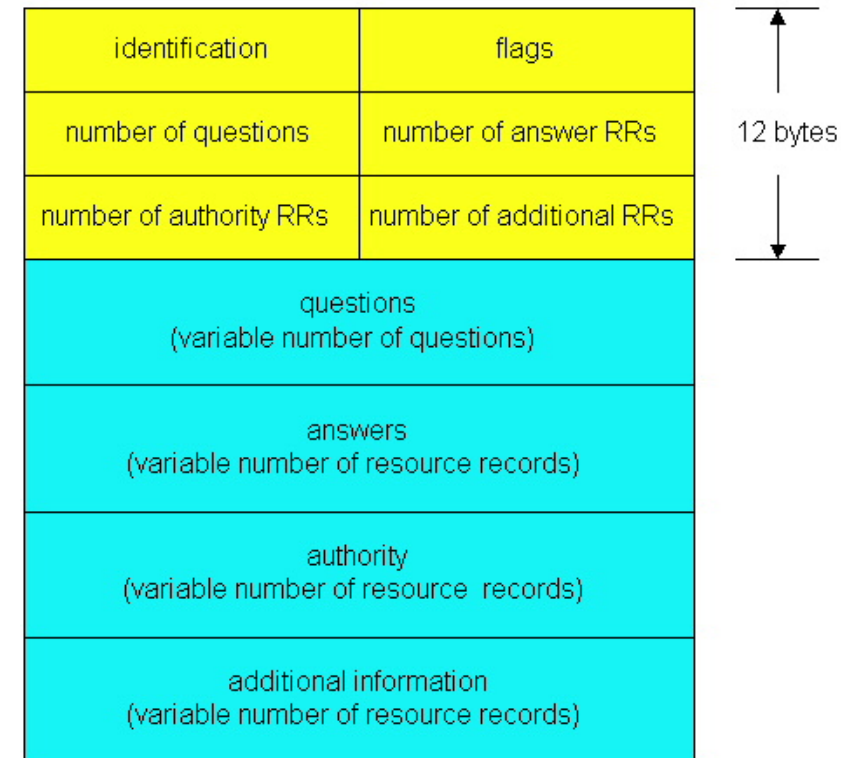 identification
flags
number of questions
number of answer RRs
12 bytes
number of authority RRs
number of additional RRs
questions
(variable number of questions)
answers
(variable number of resource records)
authority
(variable number of resource records)
additional information
(variable number of resource records)